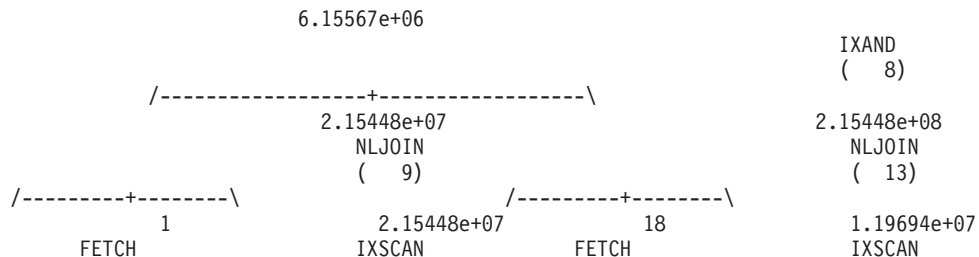 6.15567e+06
IXAND
( 8)
/------------------+------------------\
2.15448e+07 2.15448e+08
NLJOIN NLJOIN
( 9) ( 13)
/---------+--------\ /---------+--------\
1 2.15448e+07 18 1.19694e+07
FETCH IXSCAN FETCH IXSCAN